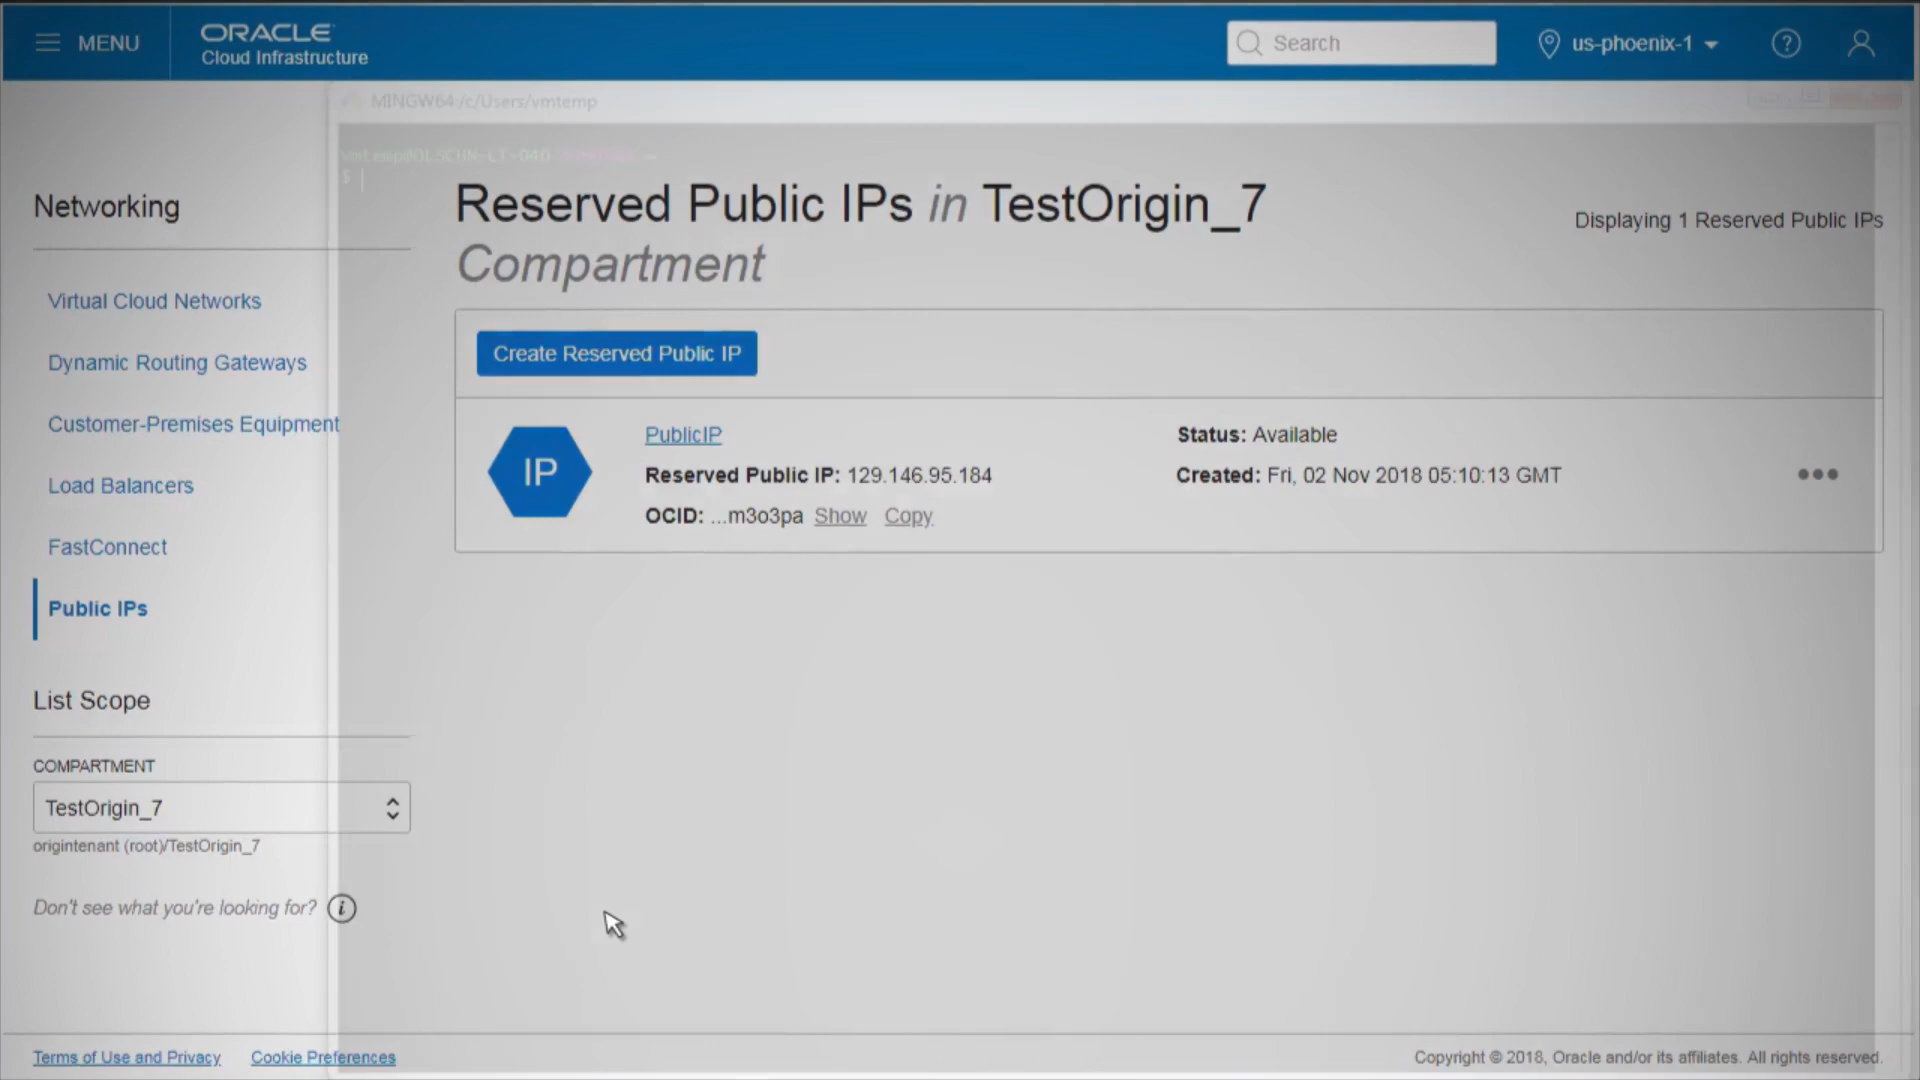 MENU
ORACLE
Cloud Infrastructure
Search
us-phoenix-1
MINGW64:/c/Users/vmtemp
$
Networking
Virtual Cloud Networks
Dynamic Routing Gateways
Customer-Premises Equipment
Load Balancers
FastConnect
Public IPs
List Scope
COMPARTMENT
TestOrigin_7
origintenant (root)/TestOrigin_7
Don't see what you're looking for?
Reserved Public IPs in TestOrigin_7
Compartment
Displaying 1 Reserved Public IPs
Create Reserved Public IP
IP
PublicIP
Reserved Public IP: 129.146.95.184
OCID: ...m3o3pa Show Copy
Status: Available
Created: Fri, 02 Nov 2018 05:10:13 GMT
Terms of Use and Privacy
Cookie Preferences
Copyright © 2018, Oracle and/or its affiliates. All rights reserved.